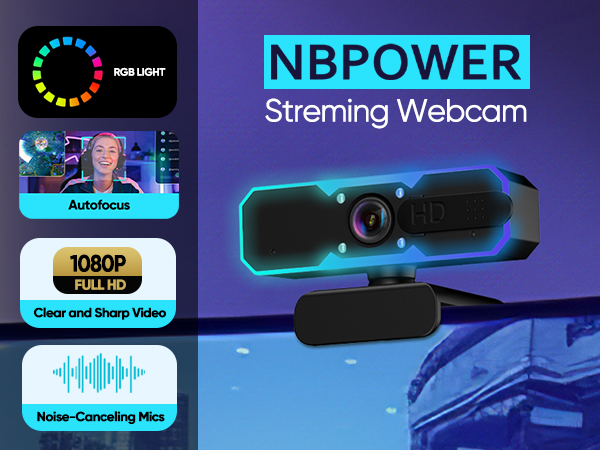 RGB LIGHT
Autofocus
1080P
FULL HD
Clear and Sharp Video
Noise-Canceling Mics
NBPOWER
Streming Webcam
HD